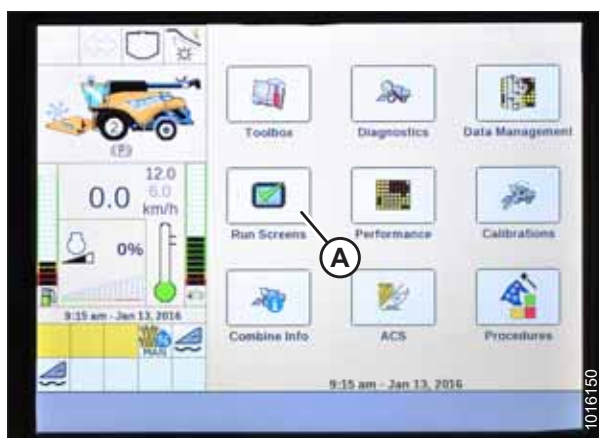 2
(P)
12.0
6.0
0.0 km/h
0%
9:15 am - Jan 13, 2016
MAN
Toolbox
Diagnostics
Data Management
Run Screens
Performance
Calibrations
A
Combine Info
ACS
Procedures
9:15 am - Jan 13, 2016
1016150